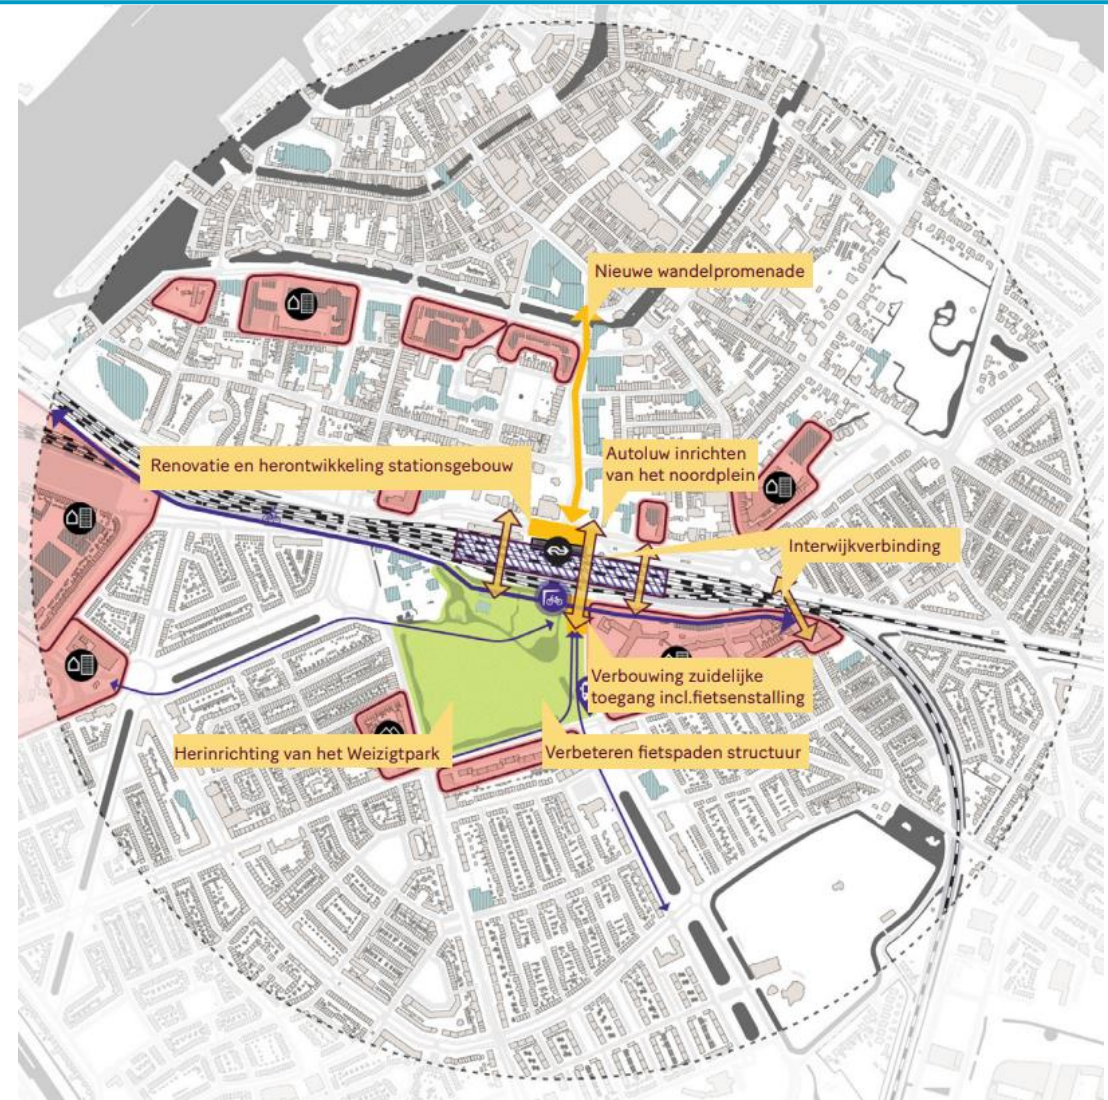 Nieuwe wandelpromenade
Renovatie en herontwikkeling stationsgebouw
Autoluw inrichten
van het noordplein
Interwijkverbinding
Verbouwing zuidelijke
toegang incl.fietsenstalling
Herinrichting van het Weizigtpark
Verbeteren fietspaden structuur